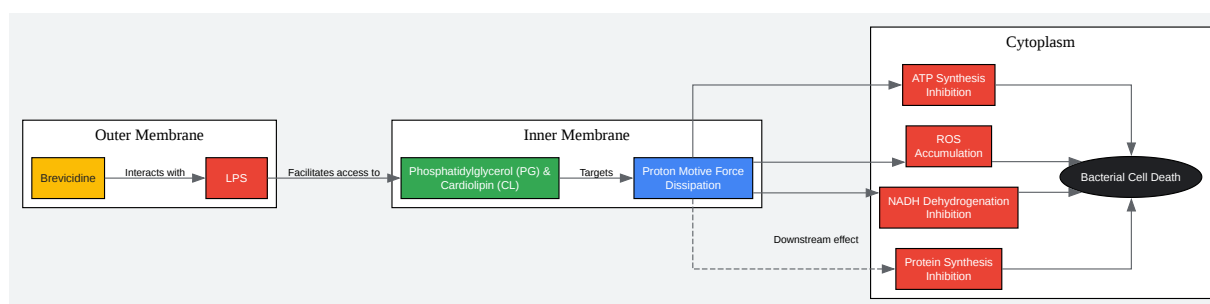 Outer Membrane
Brevicidine
Interacts with
LPS
Facilitates access to
Inner Membrane
Phosphatidylglycerol (PG) &
Cardiolipin (CL)
Targets
Proton Motive Force
Dissipation
Downstream effect
Cytoplasm
ATP Synthesis
Inhibition
ROS
Accumulation
NADH Dehydrogenation
Inhibition
Protein Synthesis
Inhibition
Bacterial Cell Death